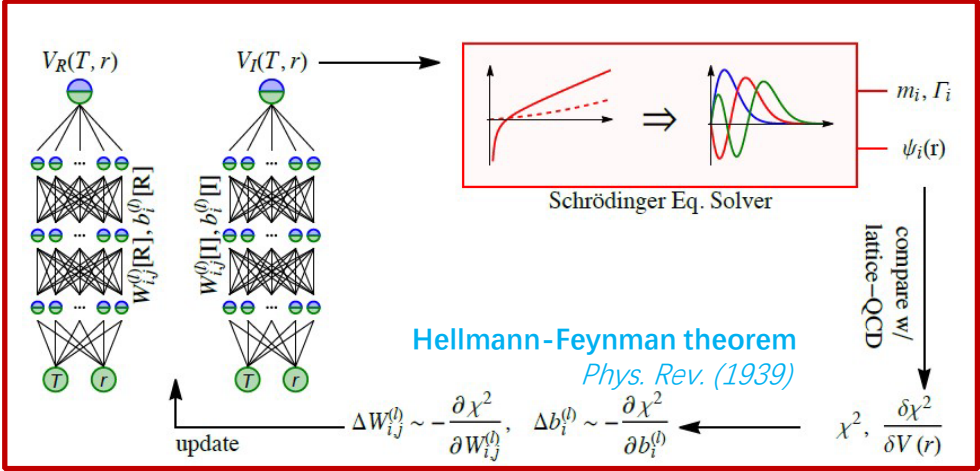 V_R(T, r)
V_I(T, r)
m_i, Γ_i
ψ_i(r)
Schrödinger Eq. Solver
... ...
... ...
... ...
W_{i,j}^{(l)}[R], b_i^{(l)}[R]
W_{i,j}^{(l)}[I], b_i^{(l)}[I]
T r
T r
compare w/
lattice-QCD
Hellmann-Feynman theorem
Phys. Rev. (1939)
update
ΔW_{i,j}^{(l)} ~ -∂χ²/∂W_{i,j}^{(l)}, Δb_i^{(l)} ~ -∂χ²/∂b_i^{(l)}
χ², δχ²/δV(r)